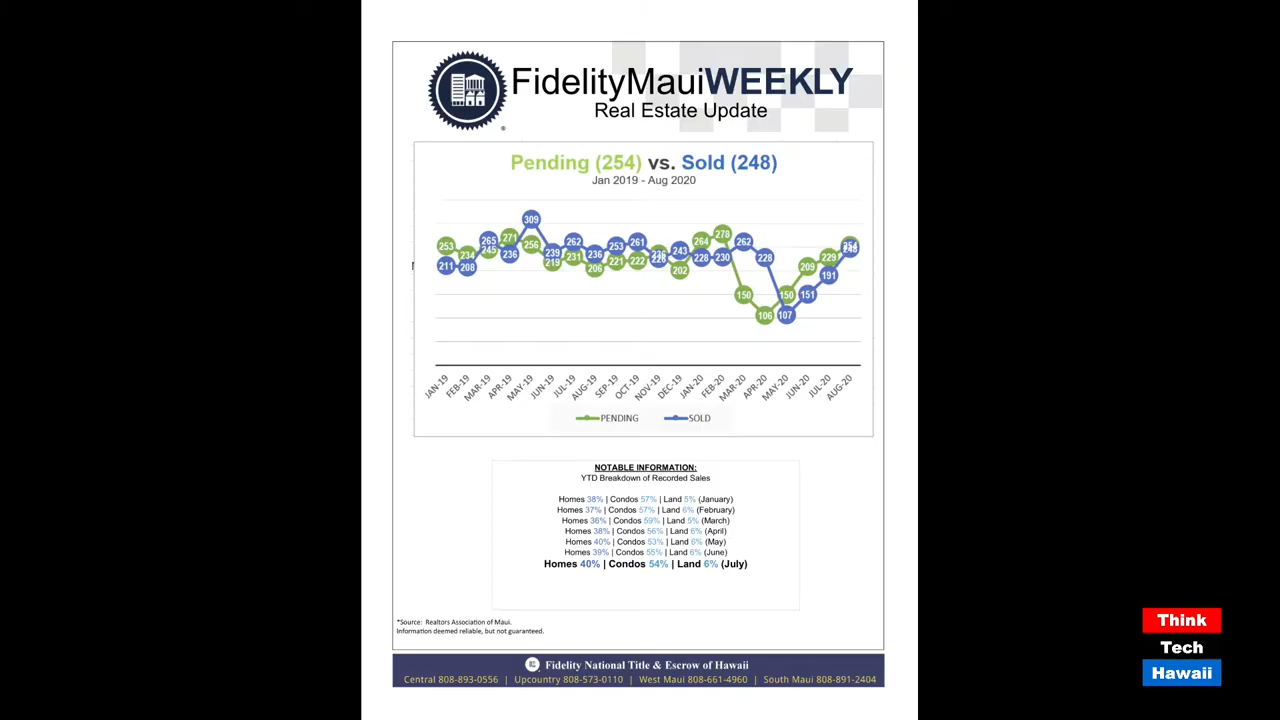 FidelityMauiWEEKLY
Real Estate Update
®
Pending (254) vs. Sold (248)
Jan 2019 - Aug 2020
309
253 234 265 271 256 239 262 236 253 261 243 264 278 262 228 229 254
211 208 245 236 219 231 206 221 222 228 202 228 230 150 106 150 209 191 248
107 151
JAN-19 FEB-19 MAR-19 APR-19 MAY-19 JUN-19 JUL-19 AUG-19 SEP-19 OCT-19 NOV-19 DEC-19 JAN-20 FEB-20 MAR-20 APR-20 MAY-20 JUN-20 JUL-20 AUG-20
PENDING SOLD
NOTABLE INFORMATION:
YTD Breakdown of Recorded Sales
Homes 38% | Condos 57% | Land 5% (January)
Homes 37% | Condos 57% | Land 6% (February)
Homes 36% | Condos 59% | Land 5% (March)
Homes 38% | Condos 56% | Land 6% (April)
Homes 40% | Condos 53% | Land 6% (May)
Homes 39% | Condos 55% | Land 6% (June)
Homes 40% | Condos 54% | Land 6% (July)
*Source: Realtors Association of Maui.
Information deemed reliable, but not guaranteed.
Fidelity National Title & Escrow of Hawaii
Central 808-893-0556 | Upcountry 808-573-0110 | West Maui 808-661-4960 | South Maui 808-891-2404
Think
Tech
Hawaii